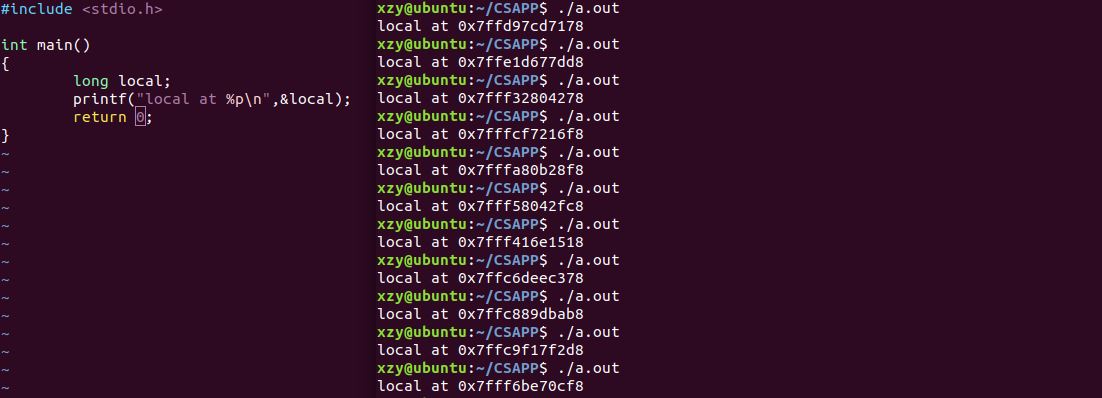 #include <stdio.h>

int main()
{
        long local;
        printf("local at %p\n",&local);
        return 0;
}
~
~
~
~
~
~
~
~
~
~
~
~
~
~
xzy@ubuntu:~/CSAPP$ ./a.out
local at 0x7ffd97cd7178
xzy@ubuntu:~/CSAPP$ ./a.out
local at 0x7ffe1d677dd8
xzy@ubuntu:~/CSAPP$ ./a.out
local at 0x7fff32804278
xzy@ubuntu:~/CSAPP$ ./a.out
local at 0x7fffcf7216f8
xzy@ubuntu:~/CSAPP$ ./a.out
local at 0x7fffa80b28f8
xzy@ubuntu:~/CSAPP$ ./a.out
local at 0x7fff58042fc8
xzy@ubuntu:~/CSAPP$ ./a.out
local at 0x7fff416e1518
xzy@ubuntu:~/CSAPP$ ./a.out
local at 0x7ffc6deec378
xzy@ubuntu:~/CSAPP$ ./a.out
local at 0x7ffc889dbab8
xzy@ubuntu:~/CSAPP$ ./a.out
local at 0x7ffc9f17f2d8
xzy@ubuntu:~/CSAPP$ ./a.out
local at 0x7fff6be70cf8